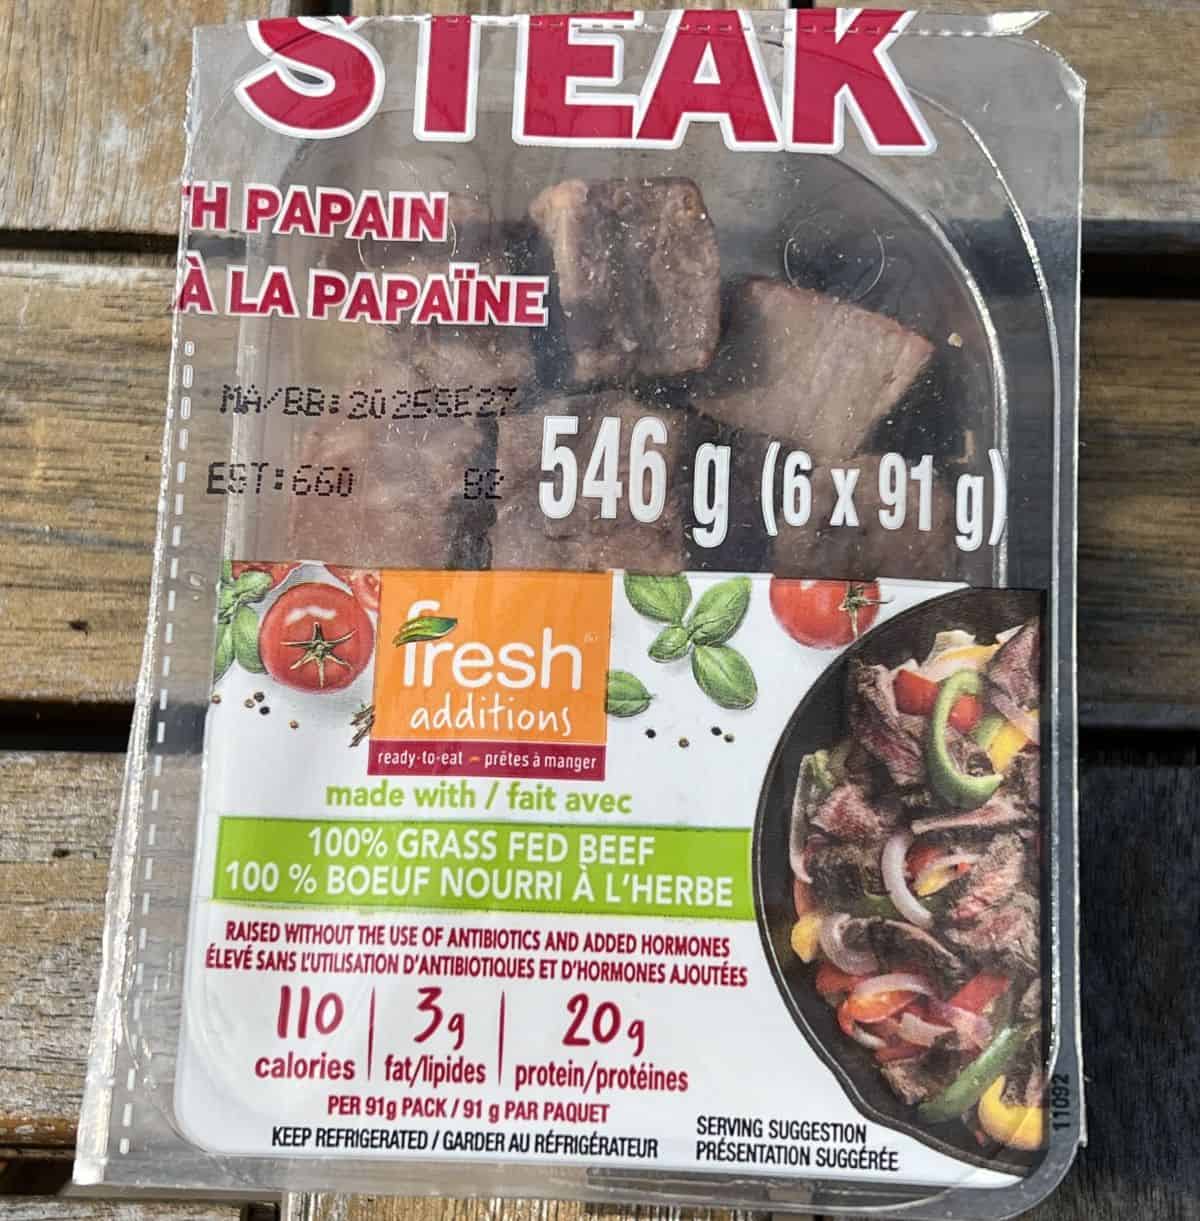 STEAK
H PAPAIN
À LA PAPAÏNE
MA/BB:2025SE27
EST:660 B2
546 g (6 x 91 g)
fresh
additions
ready-to-eat - prêtes à manger
made with / fait avec
100% GRASS FED BEEF
100 % BOEUF NOURRI À L'HERBE
RAISED WITHOUT THE USE OF ANTIBIOTICS AND ADDED HORMONES
ÉLEVÉ SANS L'UTILISATION D'ANTIBIOTIQUES ET D'HORMONES AJOUTÉES
110 calories
3g fat/lipides
20g protein/protéines
PER 91g PACK / 91 g PAR PAQUET
KEEP REFRIGERATED / GARDER AU RÉFRIGÉRATEUR
SERVING SUGGESTION
PRÉSENTATION SUGGÉRÉE
11092